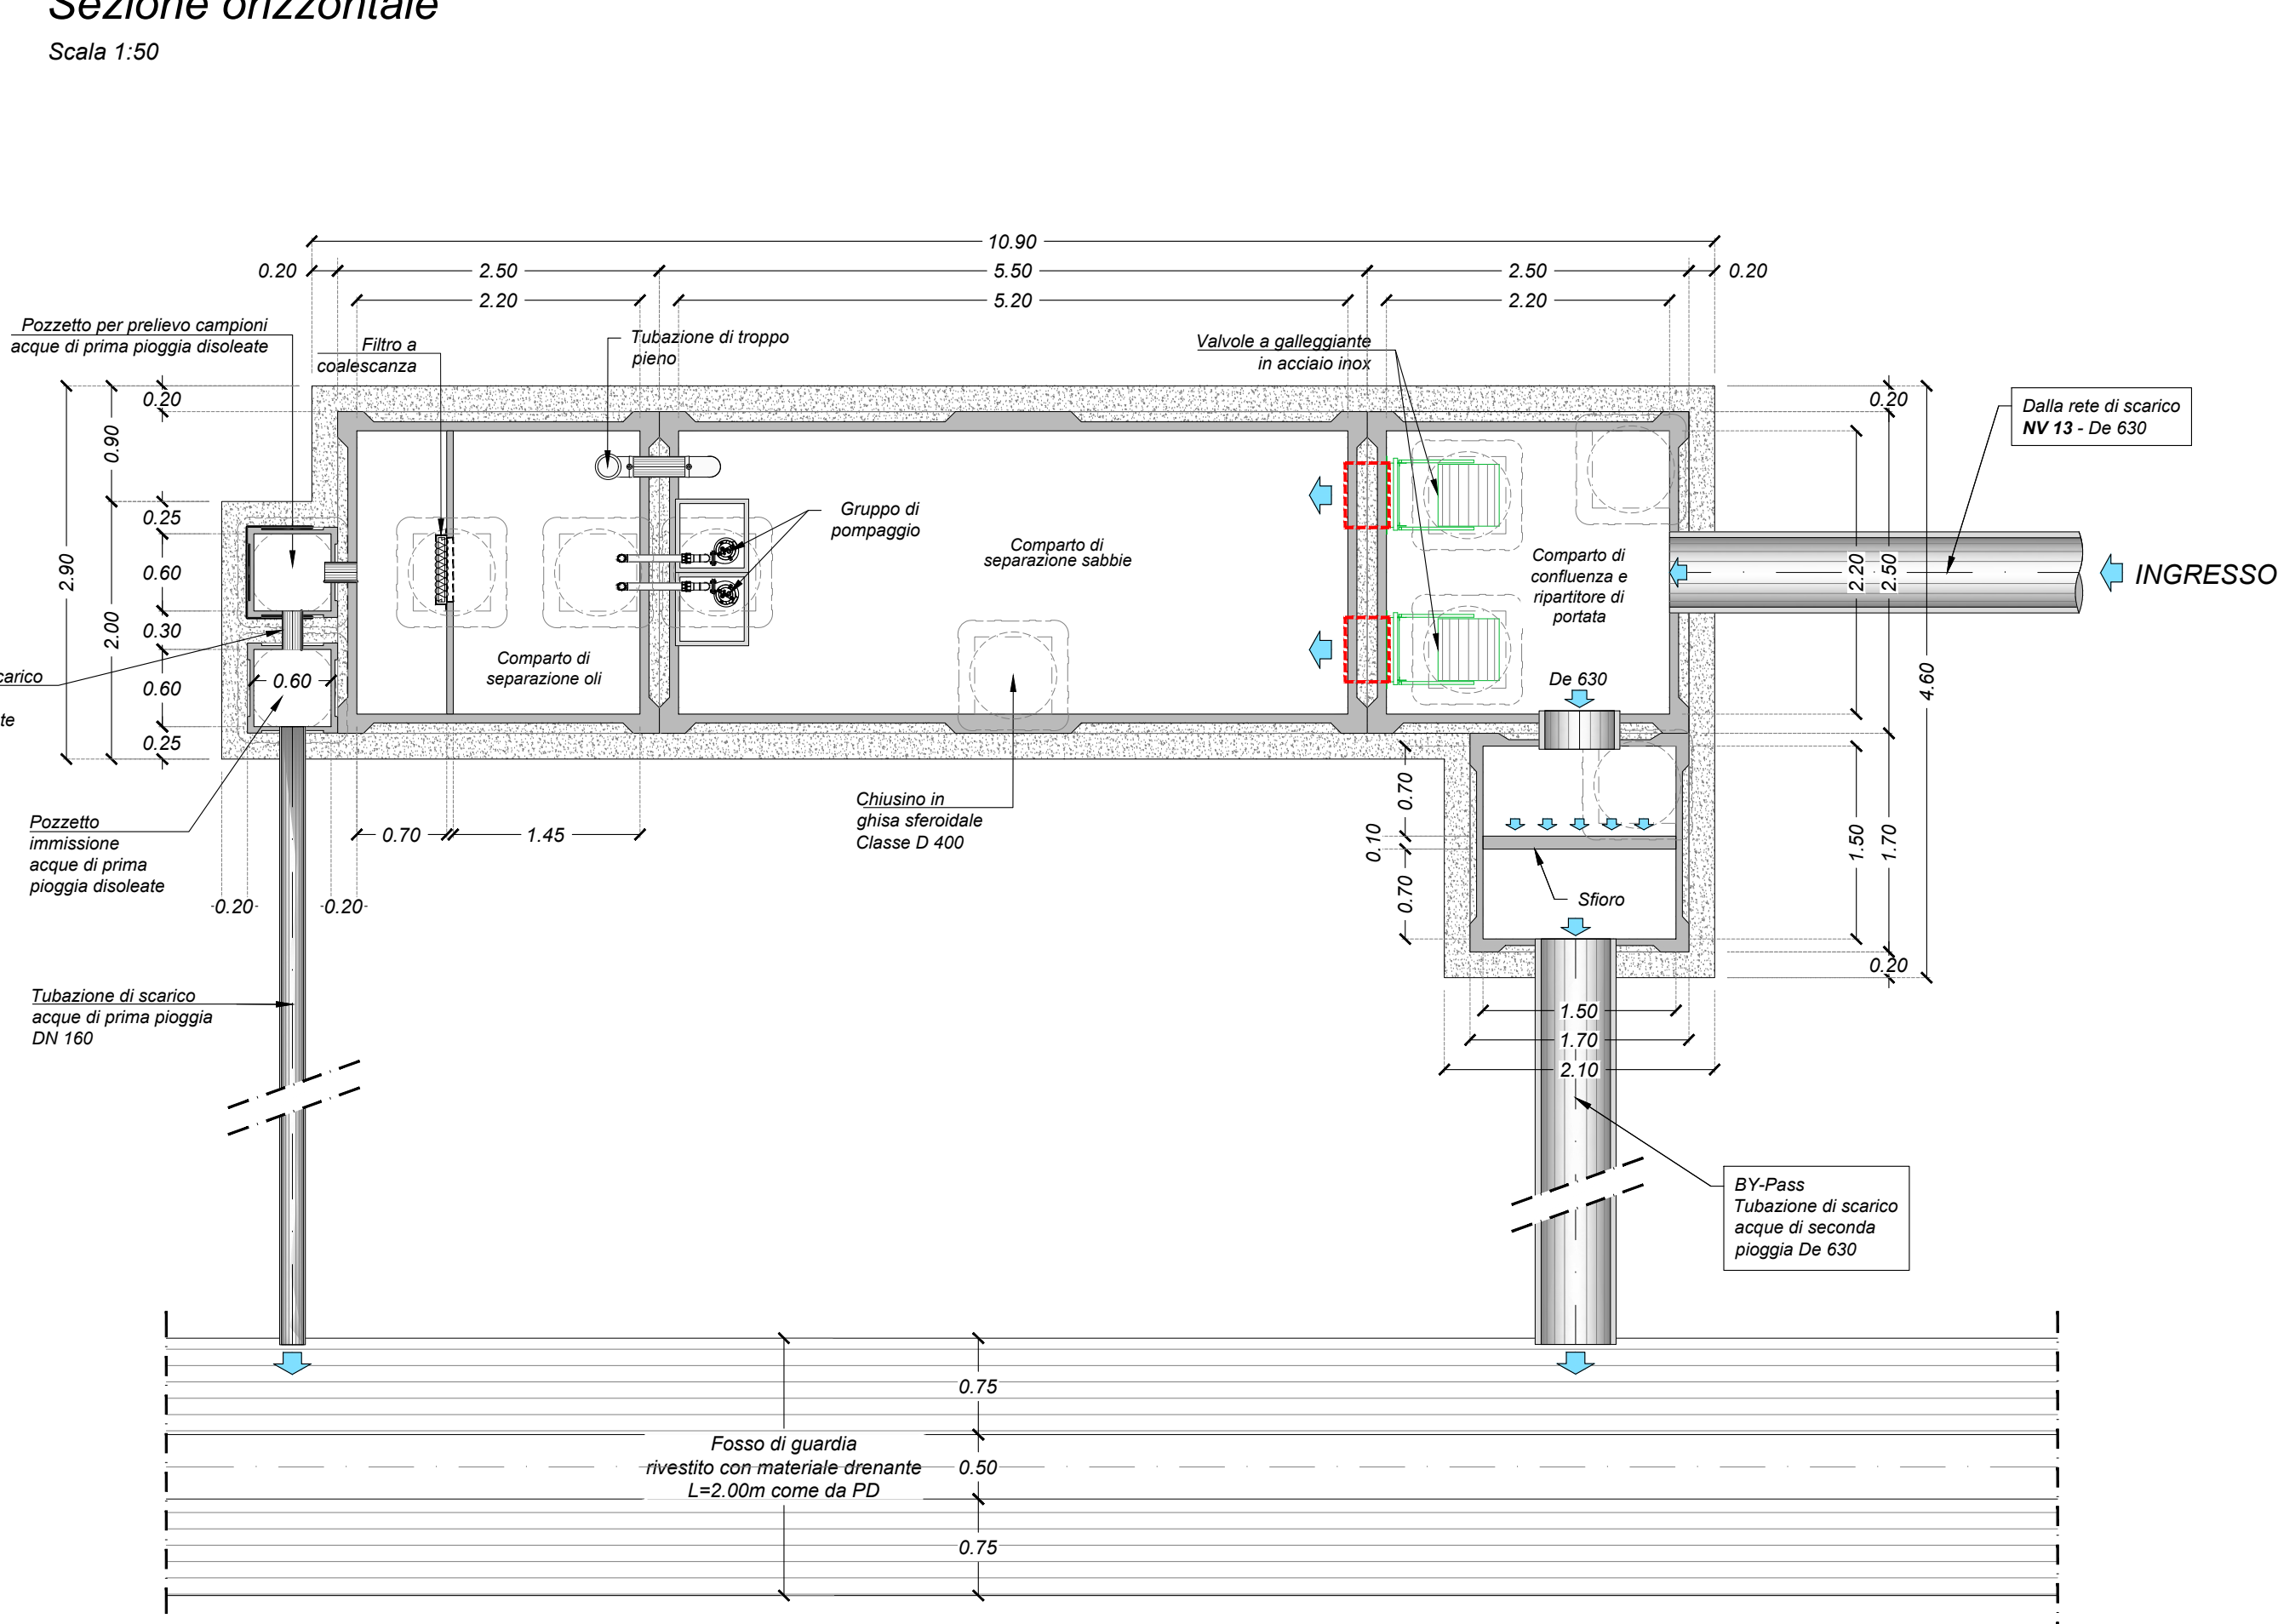 Sezione orizzontale
Scala 1:50
10.90
0.20
2.50
5.50
2.50
0.20
2.20
5.20
2.20
Pozzetto per prelievo campioni
acque di prima pioggia disoleate
Filtro a
coalescanza
Tubazione di troppo
pieno
Valvole a galleggiante
in acciaio inox
Dalla rete di scarico
NV 13 - De 630
INGRESSO
0.20
0.90
0.25
0.60
0.30
0.60
0.25
2.00
2.90
0.60
Gruppo di
pompaggio
Comparto di
separazione sabbie
Comparto di
confluenza e
ripartitore di
portata
De 630
Comparto di
separazione oli
carico
te
0.20
2.20
2.50
4.60
1.50
1.70
0.20
0.70
0.10
0.70
Sfioro
Chiusino in
ghisa sferoidale
Classe D 400
0.70
1.45
Pozzetto
immissione
acque di prima
pioggia disoleate
0.20
0.20
Tubazione di scarico
acque di prima pioggia
DN 160
1.50
1.70
2.10
BY-Pass
Tubazione di scarico
acque di seconda
pioggia De 630
0.75
0.50
0.75
Fosso di guardia
rivestito con materiale drenante
L=2.00m come da PD